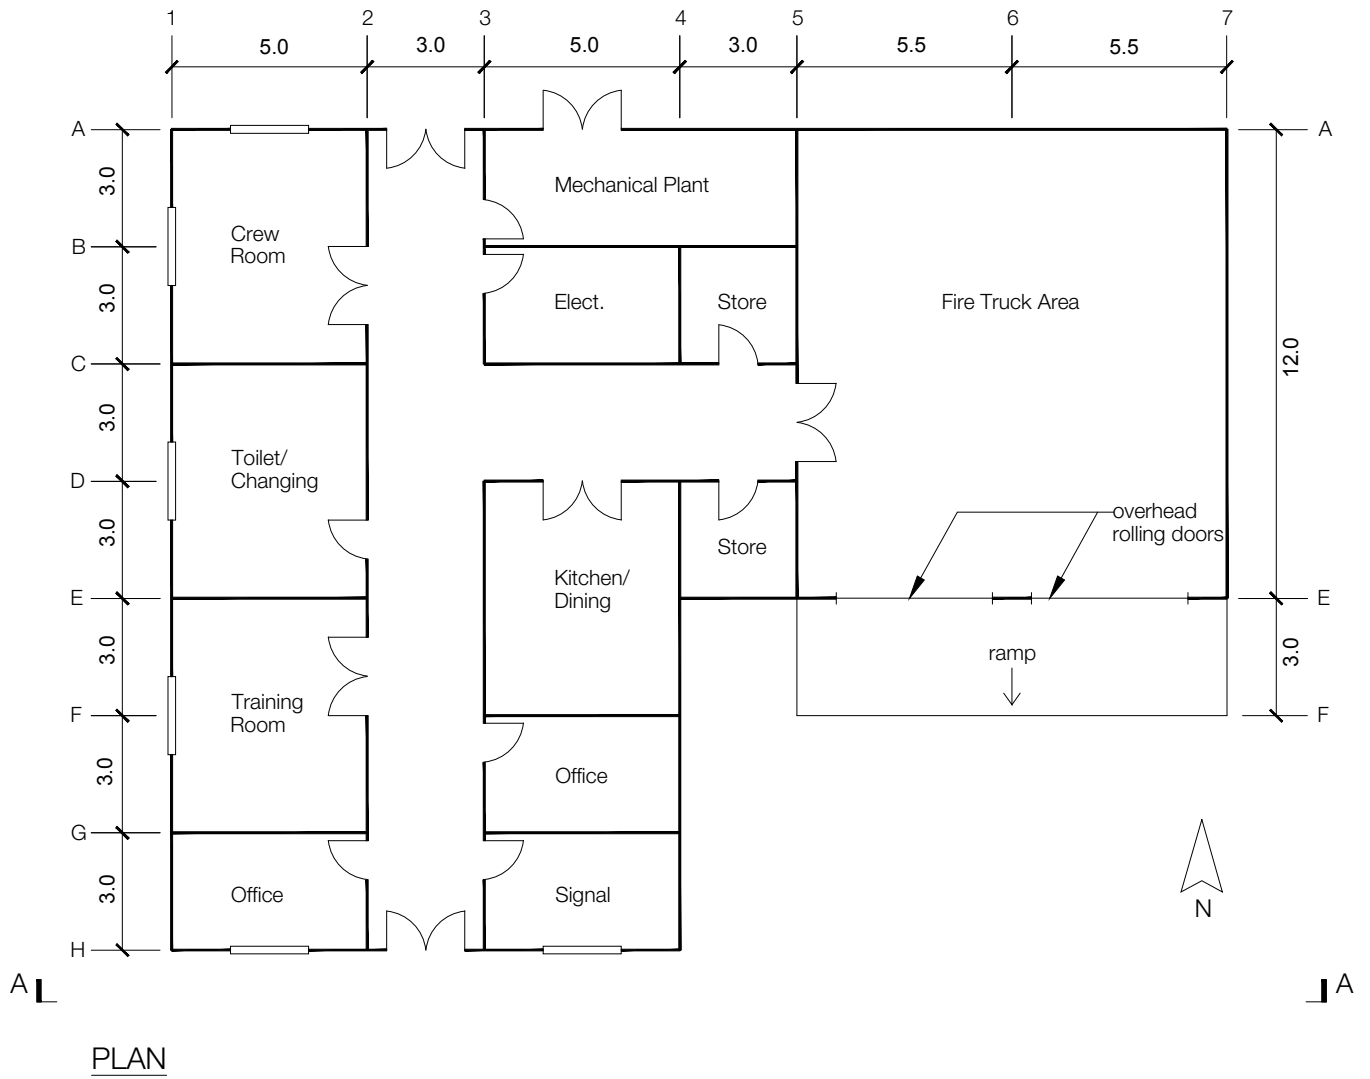 1 2 3 4 5 6 7
5.0 3.0 5.0 3.0 5.5 5.5
A A
3.0
Mechanical Plant
Crew
Room
B
3.0
Elect.
Store
Fire Truck Area
C
12.0
3.0
Toilet/
Changing
D
overhead
rolling doors
3.0
Store
Kitchen/
Dining
E E
3.0
ramp
3.0
Training
Room
F F
3.0
Office
G
3.0
Office
Signal
N
H
A A
PLAN